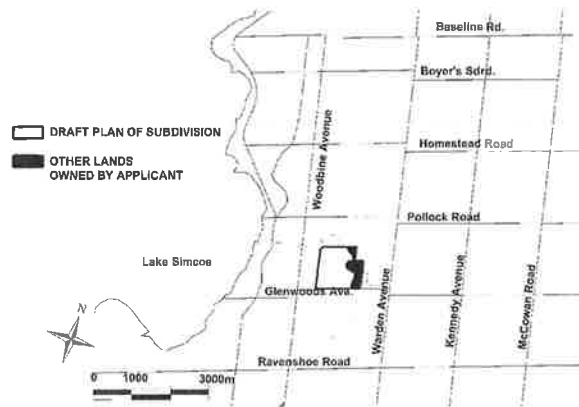 Baseline Rd.
Boyer's Sdrd.
DRAFT PLAN OF SUBDIVISION
OTHER LANDS
OWNED BY APPLICANT
Woodbine Avenue
Homestead Road
Pollock Road
Lake Simcoe
Glenwoods Ave.
Warden Avenue
Kennedy Avenue
McCowan Road
N
Ravenshoe Road
0 1000 3000m